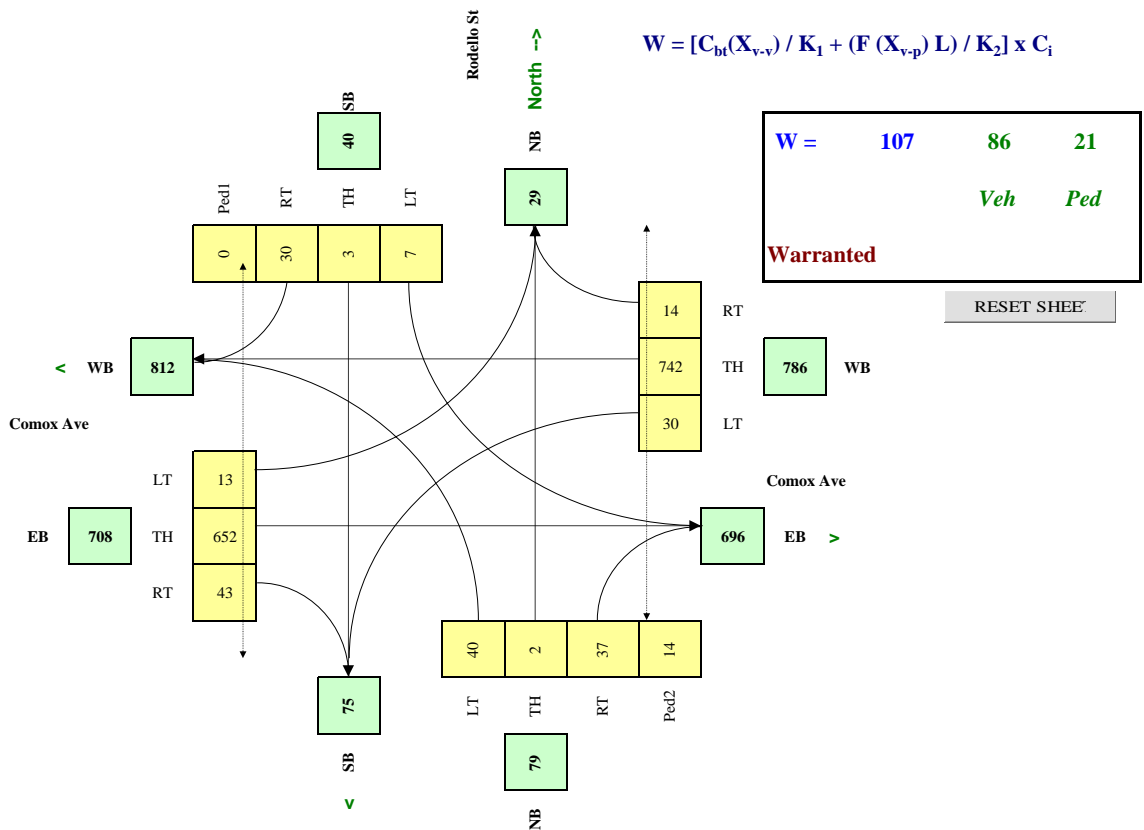 Rodello St
North -->
W = [Cbt(Xv-v) / K1 + (F (Xv-p) L) / K2] x Ci
SB
40
NB
29
W = 107 86 21
Veh Ped
Warranted
RESET SHEE
Ped1 RT TH LT
0 30 3 7
14 RT
< WB 812
742 TH 786 WB
30 LT
Comox Ave
LT 13
Comox Ave
EB 708 TH 652
696 EB >
RT 43
40 2 37 14
LT TH RT Ped2
75
SB
v
79
NB